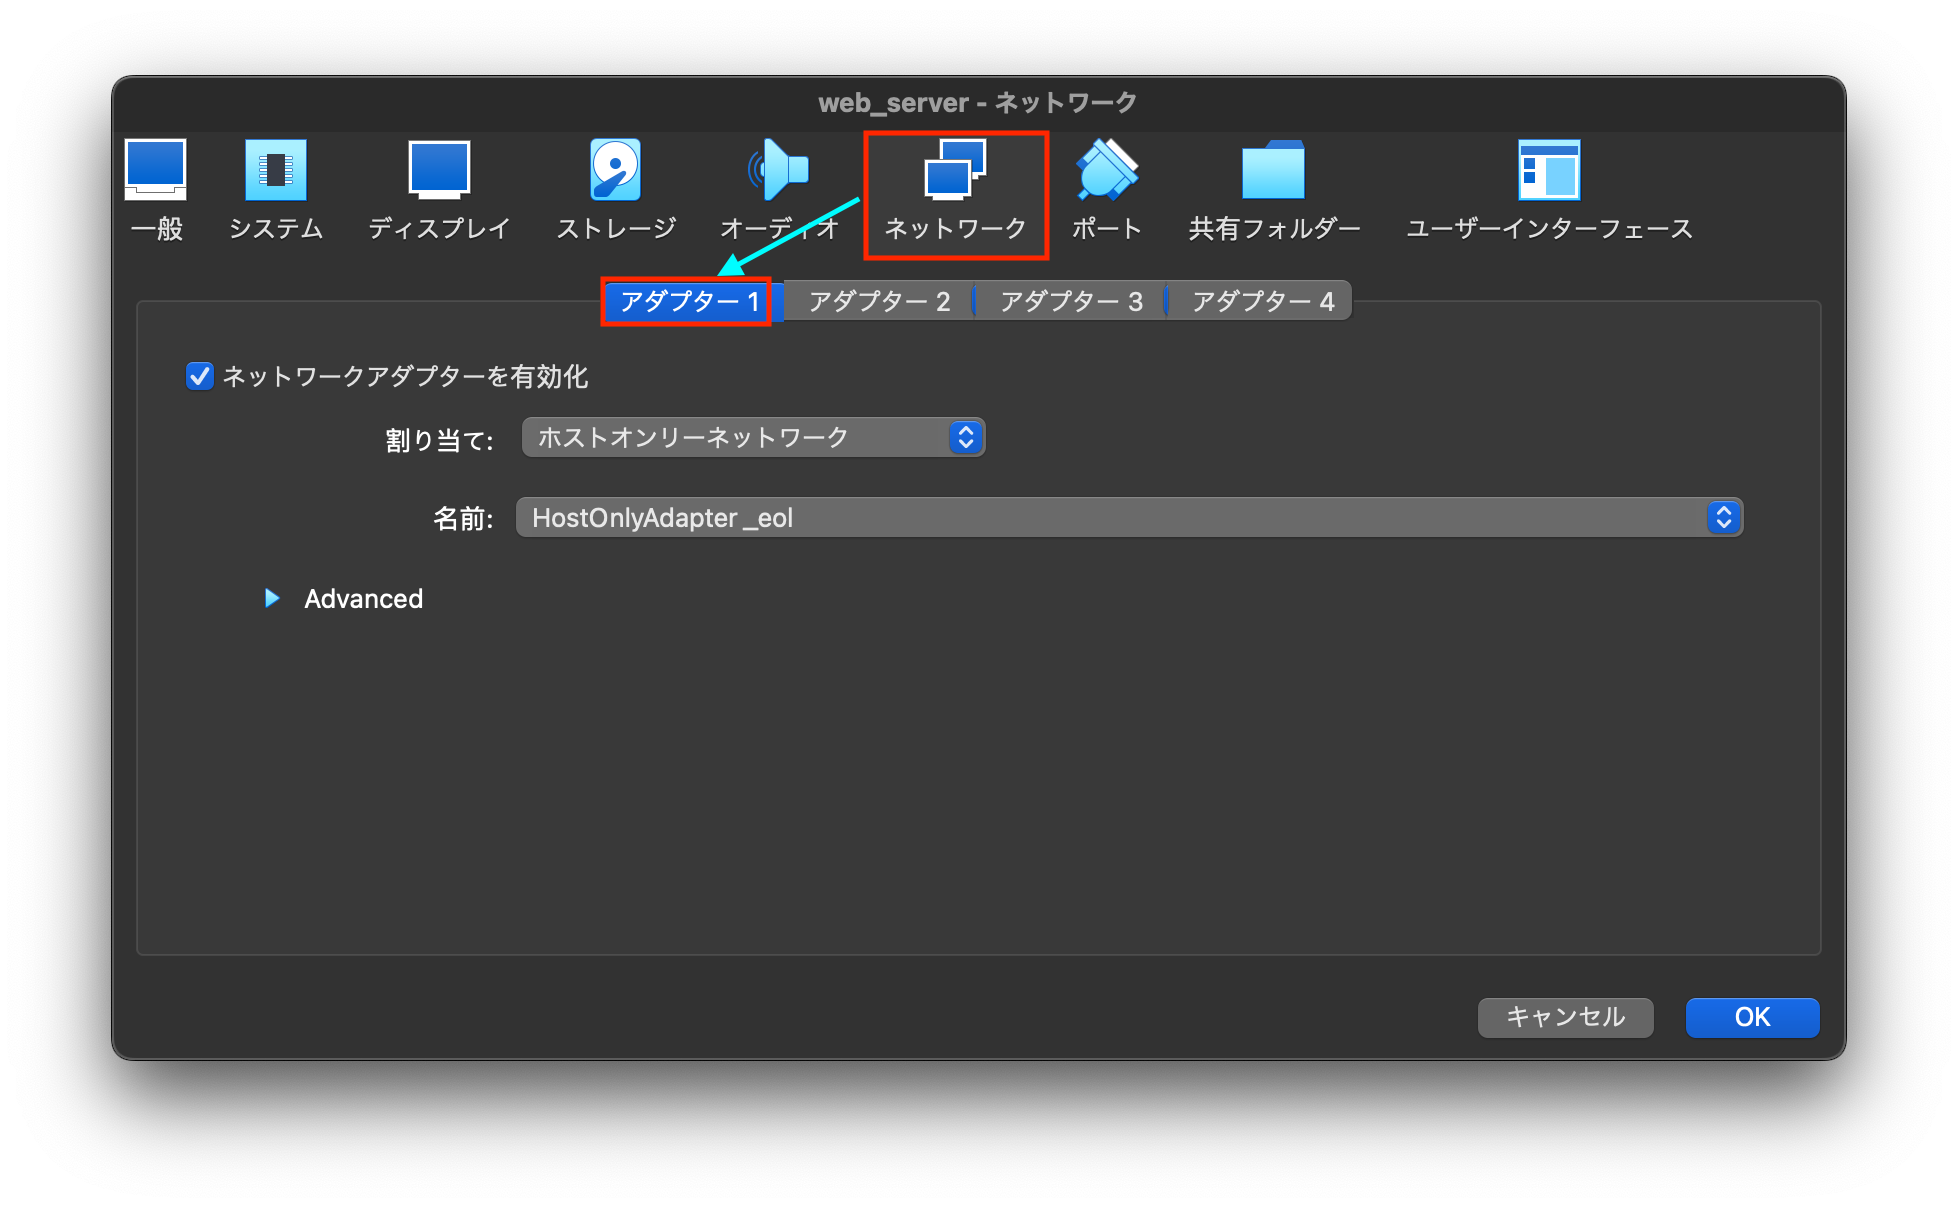 web_server - ネットワーク
一般 システム ディスプレイ ストレージ オーディオ ネットワーク ポート 共有フォルダー ユーザーインターフェース
アダプター 1 アダプター 2 アダプター 3 アダプター 4
ネットワークアダプターを有効化
割り当て: ホストオンリーネットワーク
名前: HostOnlyAdapter _eol
Advanced
キャンセル OK